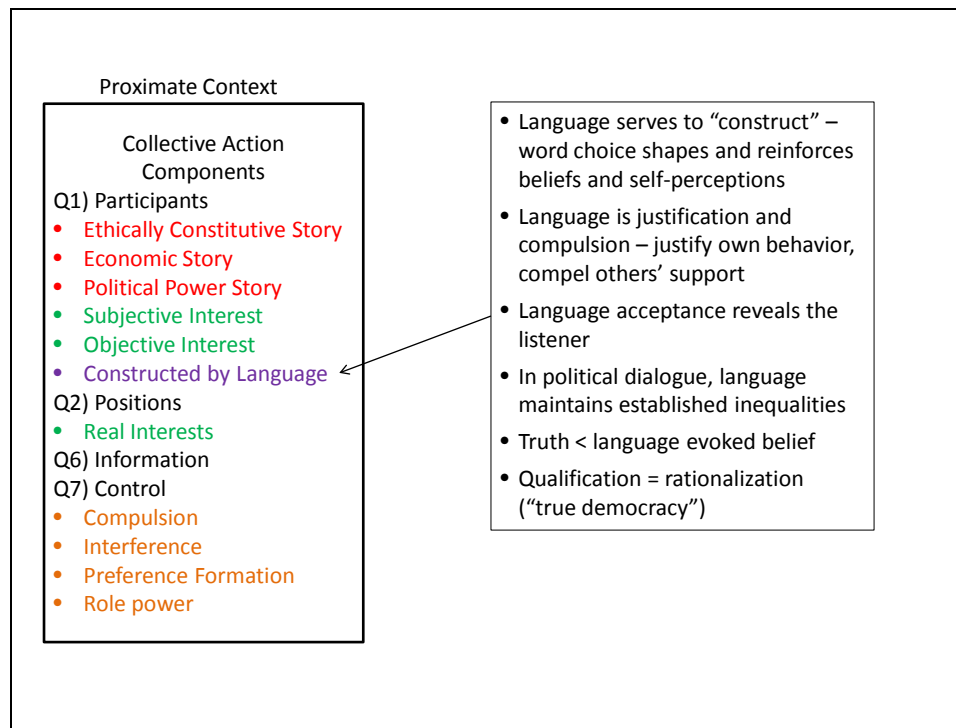 Proximate Context
Collective Action
Components
Q1) Participants
• Ethically Constitutive Story
• Economic Story
• Political Power Story
• Subjective Interest
• Objective Interest
• Constructed by Language
Q2) Positions
• Real Interests
Q6) Information
Q7) Control
• Compulsion
• Interference
• Preference Formation
• Role power
• Language serves to “construct” –
word choice shapes and reinforces
beliefs and self-perceptions
• Language is justification and
compulsion – justify own behavior,
compel others’ support
• Language acceptance reveals the
listener
• In political dialogue, language
maintains established inequalities
• Truth < language evoked belief
• Qualification = rationalization
(“true democracy”)